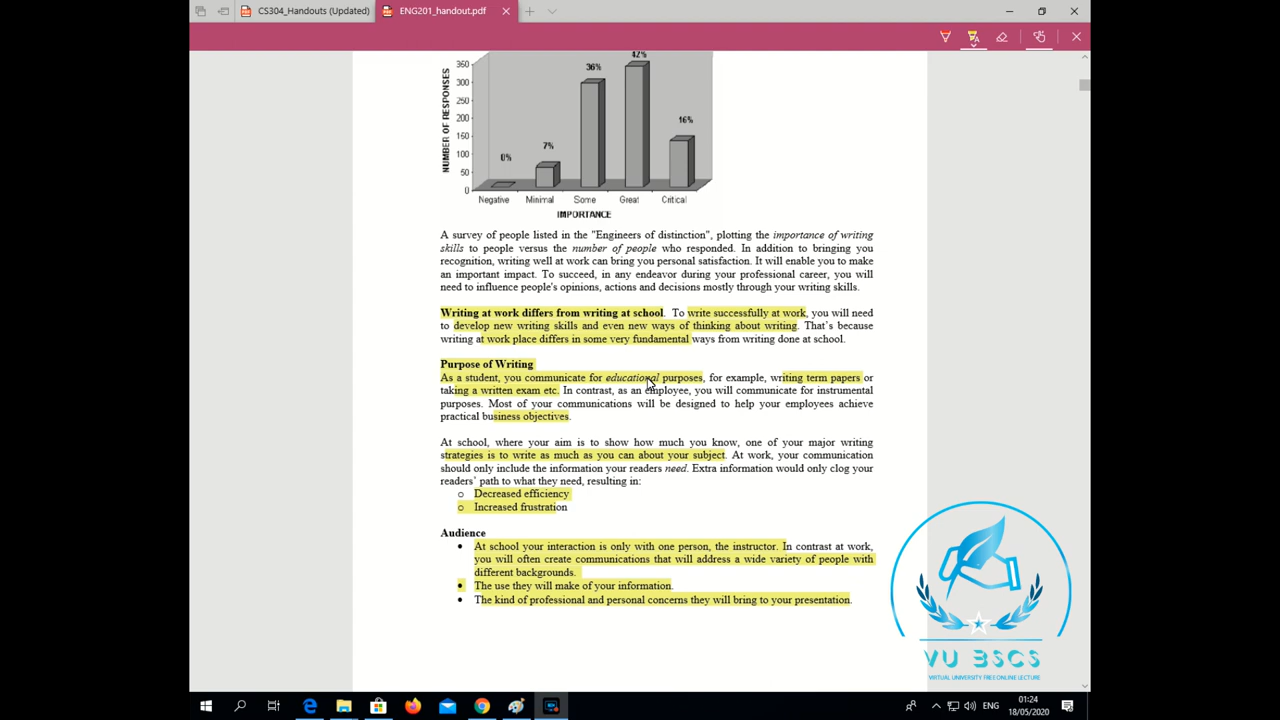 CS304_Handouts (Updated)
ENG201_handout.pdf
NUMBER OF RESPONSES
350
300
250
200
150
100
50
0
0%
7%
36%
42%
16%
Negative Minimal Some Great Critical
IMPORTANCE
A survey of people listed in the "Engineers of distinction", plotting the importance of writing
skills to people versus the number of people who responded. In addition to bringing you
recognition, writing well at work can bring you personal satisfaction. It will enable you to make
an important impact. To succeed, in any endeavor during your professional career, you will
need to influence people's opinions, actions and decisions mostly through your writing skills.
Writing at work differs from writing at school. To write successfully at work, you will need
to develop new writing skills and even new ways of thinking about writing. That's because
writing at work place differs in some very fundamental ways from writing done at school.
Purpose of Writing
As a student, you communicate for educational purposes, for example, writing term papers or
taking a written exam etc. In contrast, as an employee, you will communicate for instrumental
purposes. Most of your communications will be designed to help your employees achieve
practical business objectives.
At school, where your aim is to show how much you know, one of your major writing
strategies is to write as much as you can about your subject. At work, your communication
should only include the information your readers need. Extra information would only clog your
readers' path to what they need, resulting in:
o Decreased efficiency
o Increased frustration
Audience
• At school your interaction is only with one person, the instructor. In contrast at work,
you will often create communications that will address a wide variety of people with
different backgrounds.
• The use they will make of your information.
• The kind of professional and personal concerns they will bring to your presentation.
VU BSCS
VIRTUAL UNIVERSITY FREE ONLINE LECTURE
ENG
01:24
18/05/2020